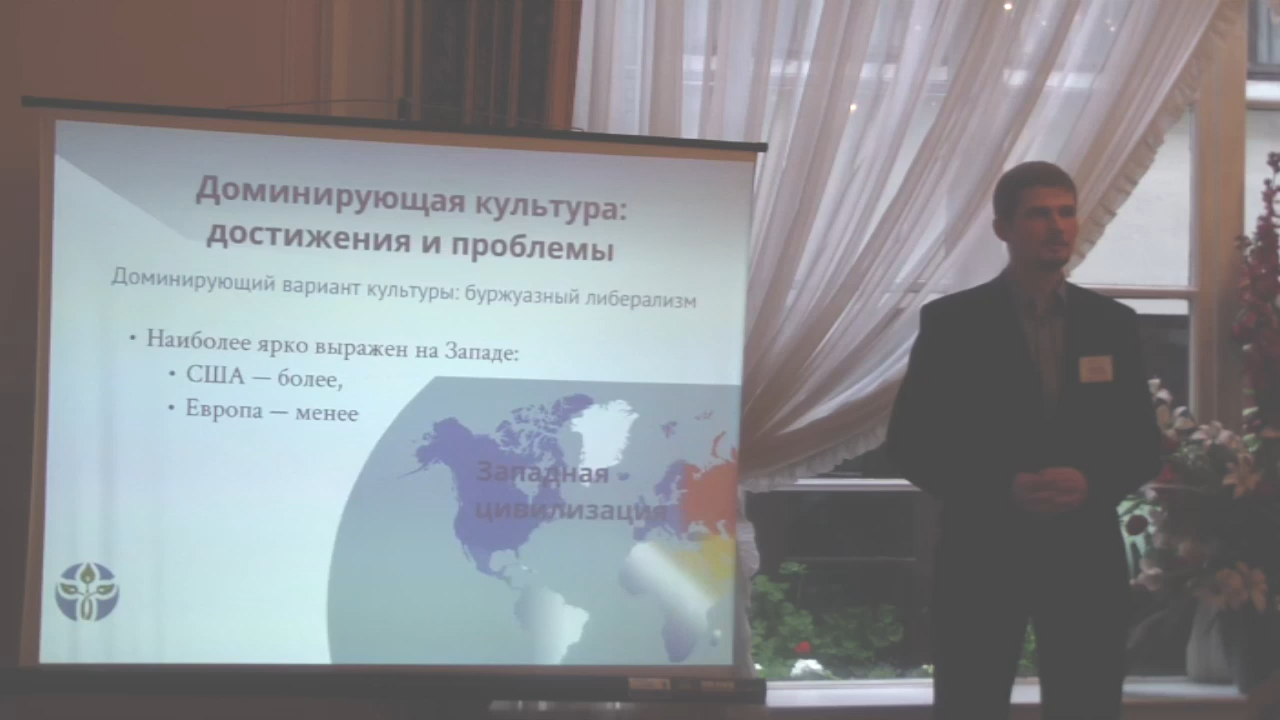 Доминирующая культура:
достижения и проблемы
Доминирующий вариант культуры: буржуазный либерализм
• Наиболее ярко выражен на Западе:
• США — более,
• Европа — менее
Западная
цивилизация